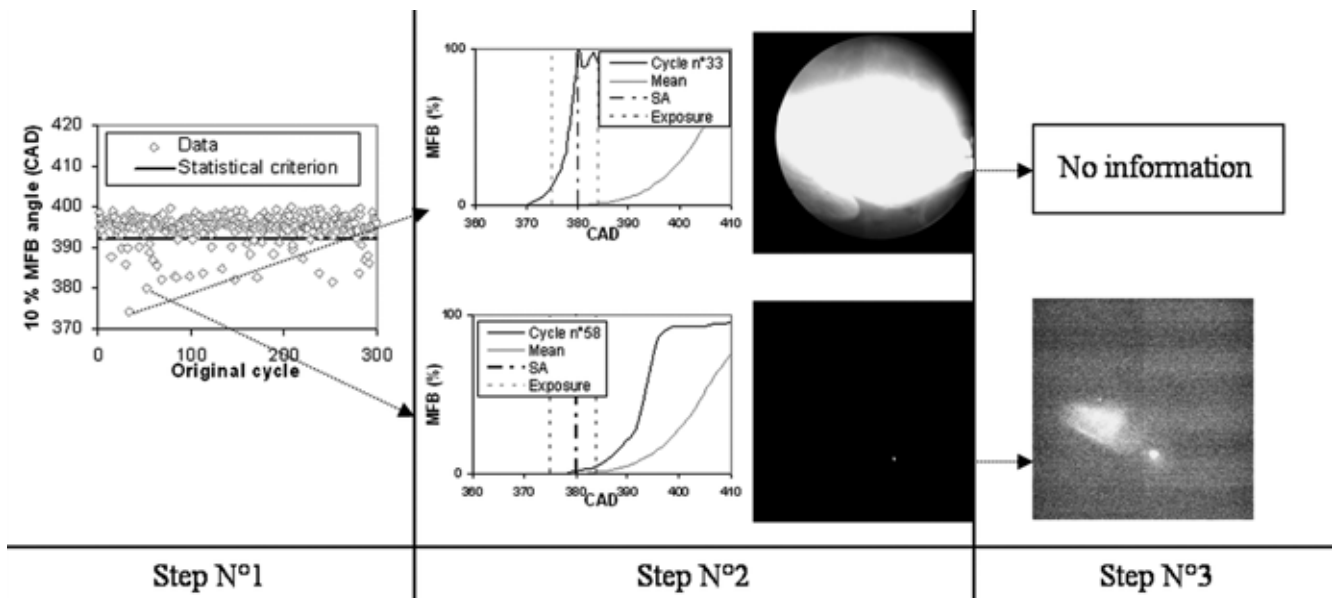 420
410
400
392
380
370
10 % MFB angle (CAD)
Data
Statistical criterion
0
100
200
300
Original cycle
100
0
MFB (%)
Cycle n°33
Mean
SA
Exposure
360
370
380
390
400
410
CAD
No information
100
0
MFB (%)
Cycle n°58
Mean
SA
Exposure
360
370
380
390
400
410
CAD
Step N°1
Step N°2
Step N°3